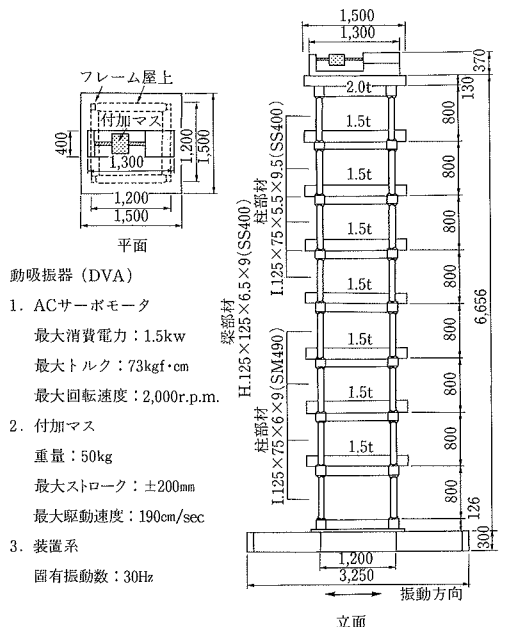 フレーム屋上
付加マス
400
1,300
1,200
1,500
1,200
1,500
平面
動吸振器 (DVA)
1. ACサーボモータ
最大消費電力：1.5kw
最大トルク：73kgf・cm
最大回転速度：2,000r.p.m.
2. 付加マス
重量：50kg
最大ストローク：±200mm
最大駆動速度：190cm/sec
3. 装置系
固有振動数：30Hz
1,500
1,300
370
130
2.0t
800
1.5t
800
1.5t
800
1.5t
800
1.5t
800
1.5t
800
1.5t
800
1.5t
800
6,656
126
300
梁部材
H.125×125×6.5×9(SS400)
柱部材
I.125×75×5.5×9.5(SS400)
柱部材
I.125×75×6×9(SM490)
1,200
3,250
振動方向
立面